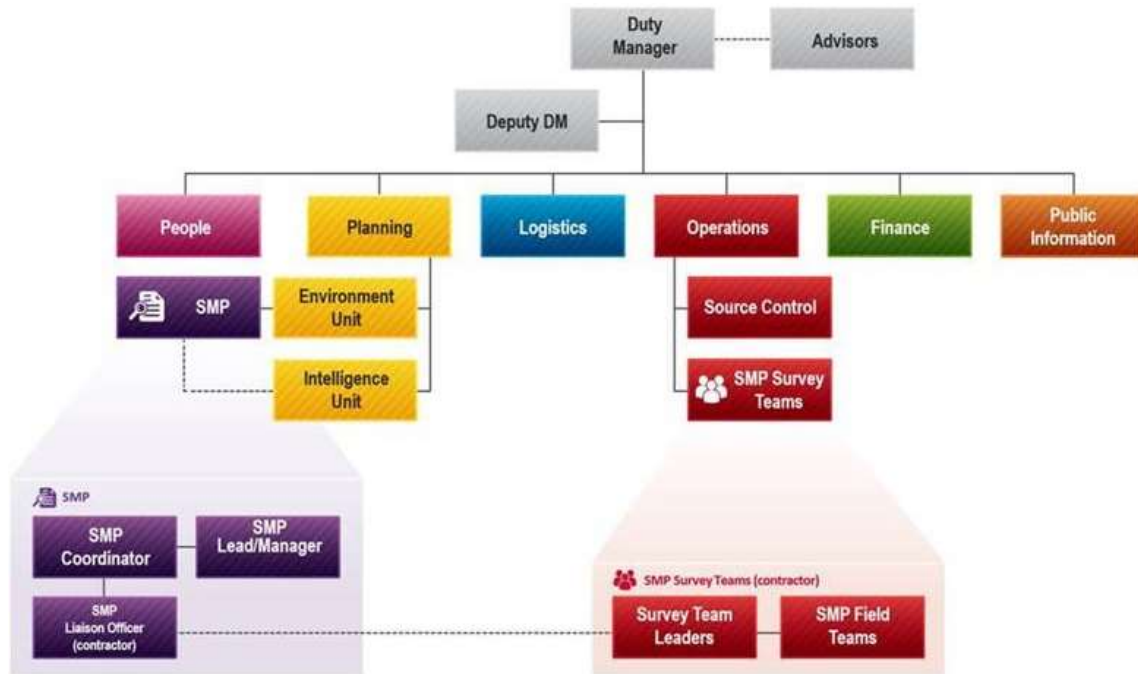 Duty
Manager
Advisors
Deputy DM
People
Planning
Logistics
Operations
Finance
Public
Information
SMP
Environment
Unit
Source Control
Intelligence
Unit
SMP Survey
Teams
SMP
SMP
Coordinator
SMP
Lead/Manager
SMP
Liaison Officer
(contractor)
SMP Survey Teams (contractor)
Survey Team
Leaders
SMP Field
Teams